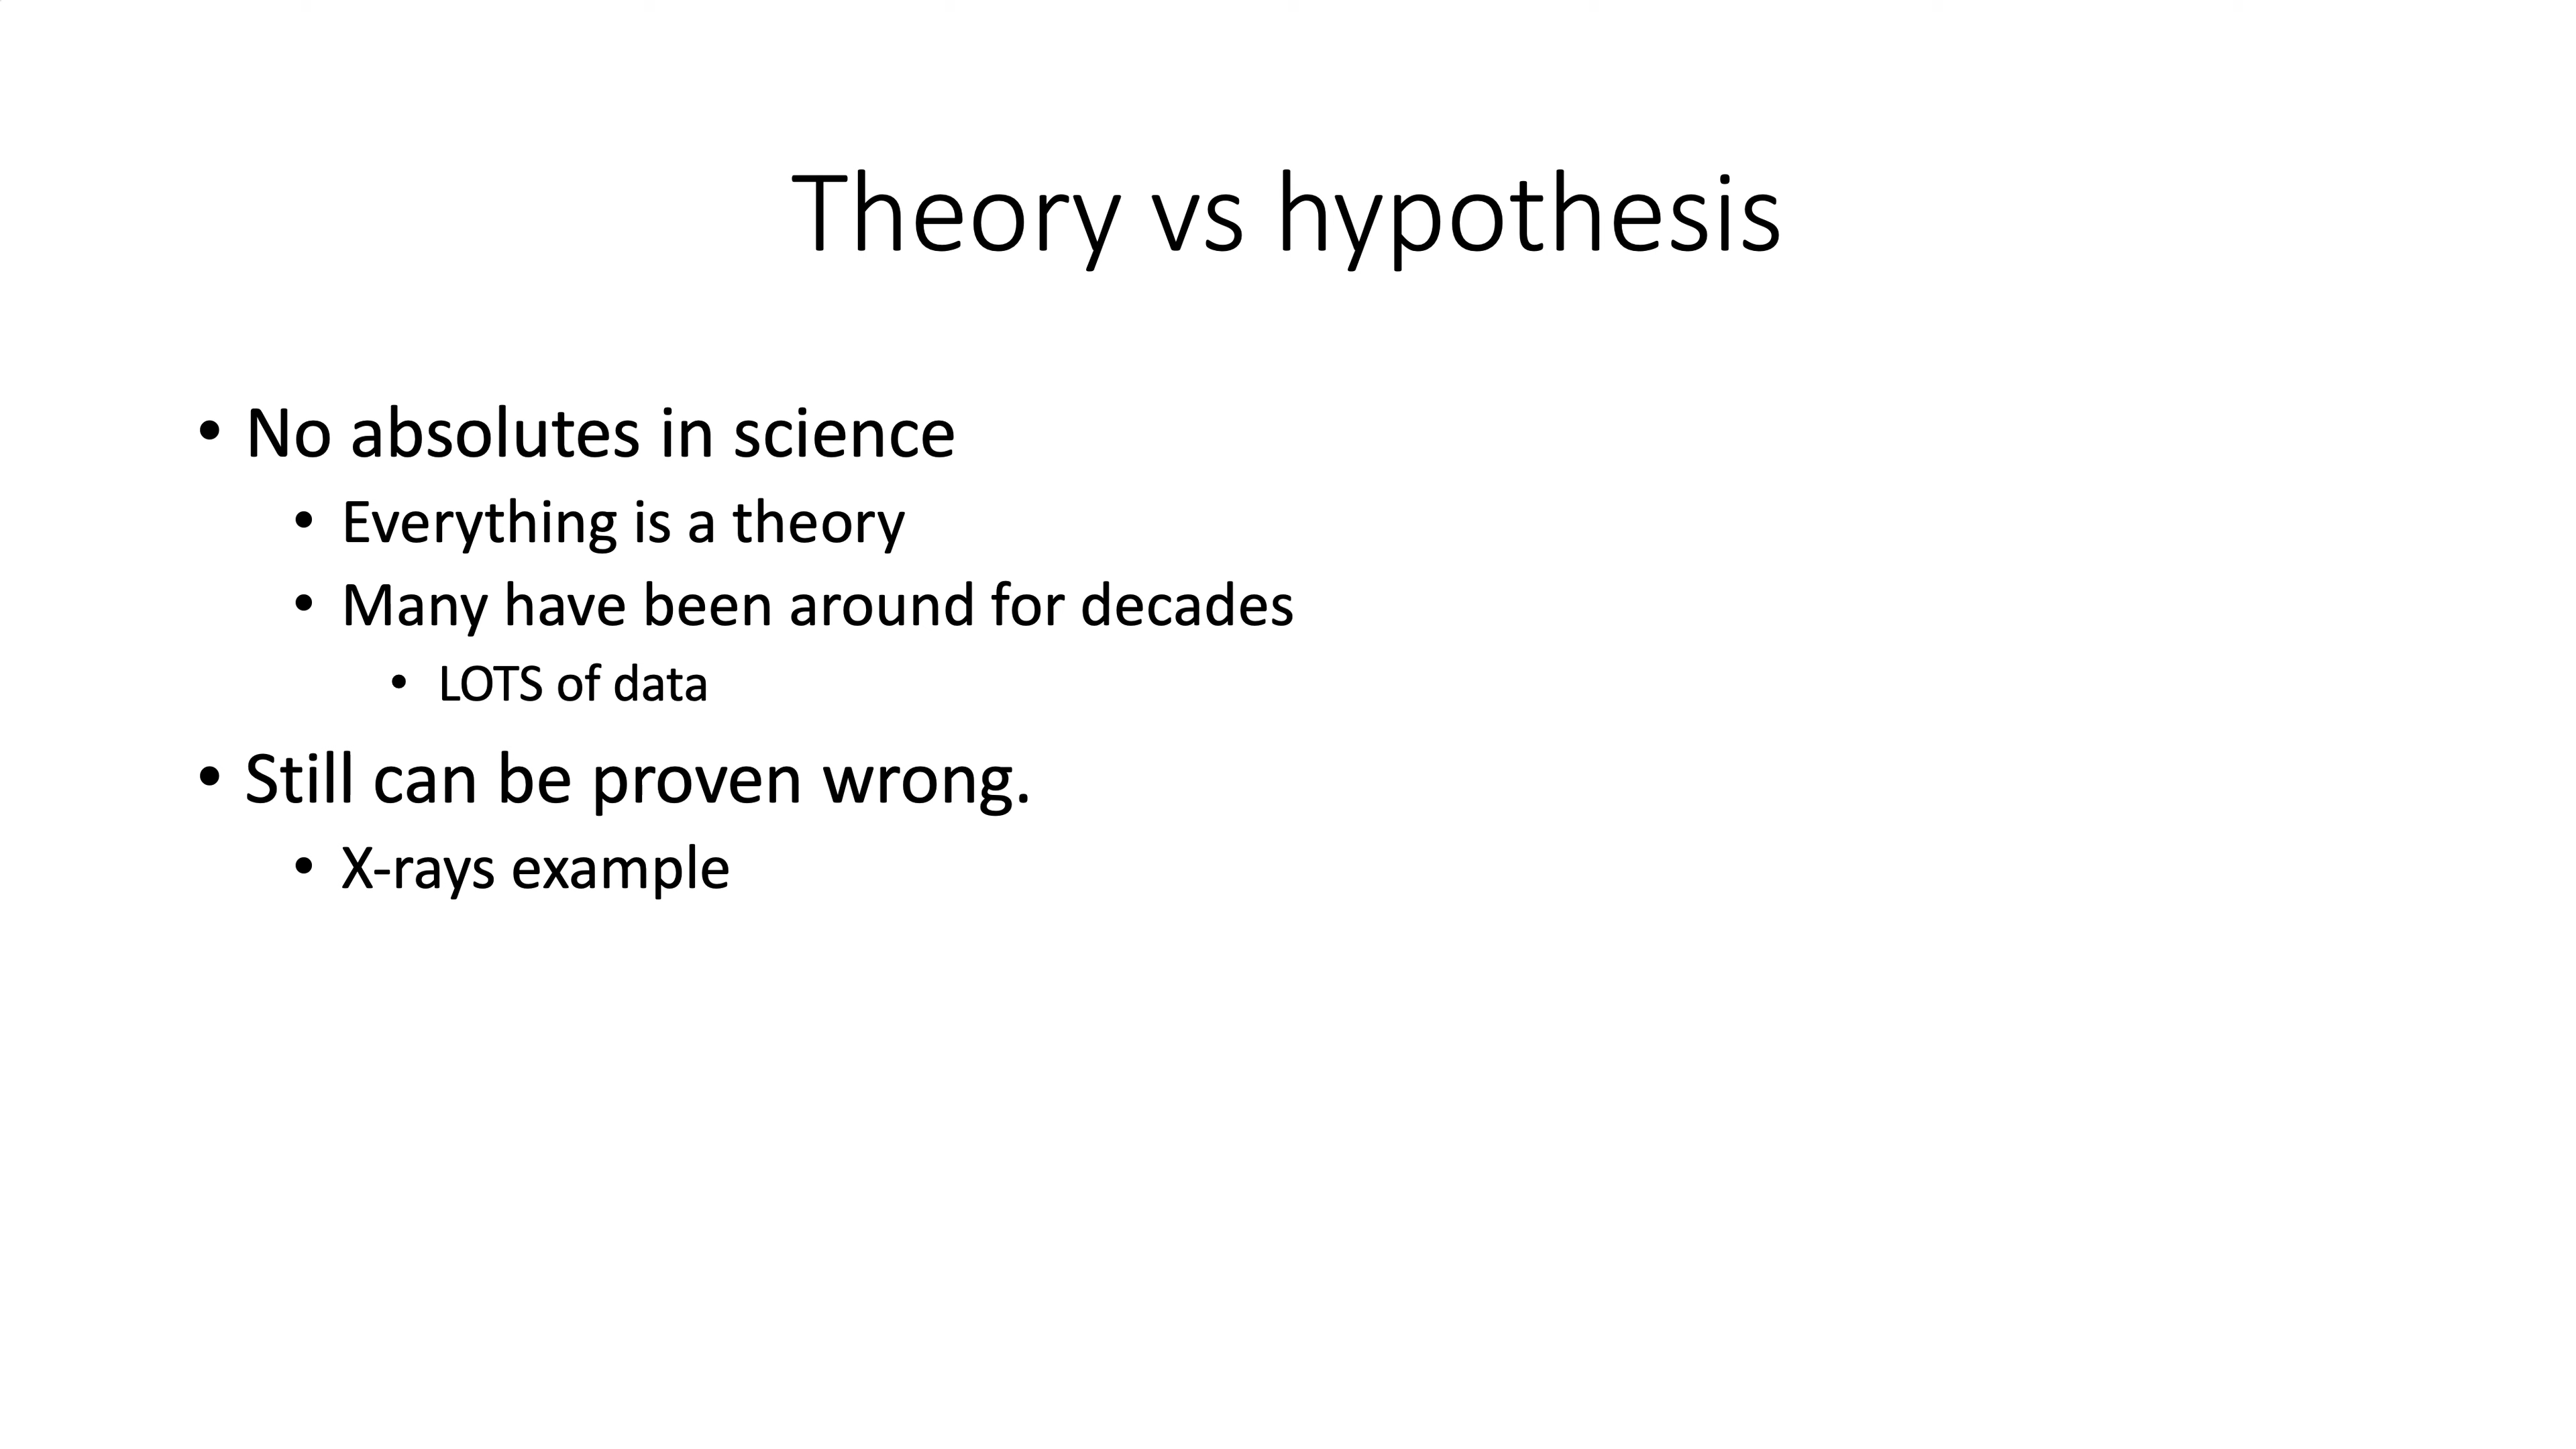 Theory vs hypothesis
• No absolutes in science
• Everything is a theory
• Many have been around for decades
• LOTS of data
• Still can be proven wrong.
• X-rays example